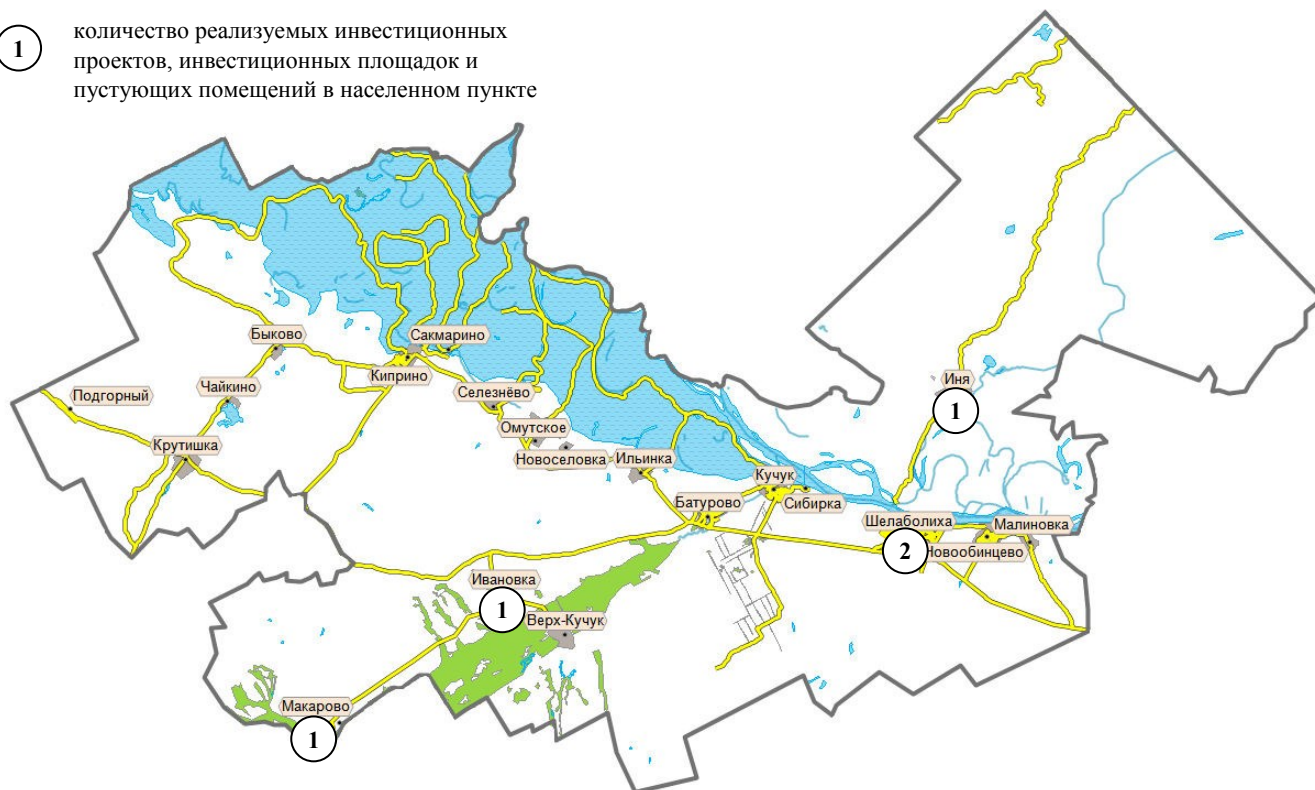 1
количество реализуемых инвестиционных
проектов, инвестиционных площадок и
пустующих помещений в населенном пункте
Сакмарино
Быково
Киприно
Иня
Чайкино
Подгорный
Селезнёво
1
Омутское
Крутишка
Новоселовка
Ильинка
Кучук
Батурово
Сибирка
Шелаболиха
Малиновка
2
Новообинцево
Ивановка
1
Верх-Кучук
Макарово
1